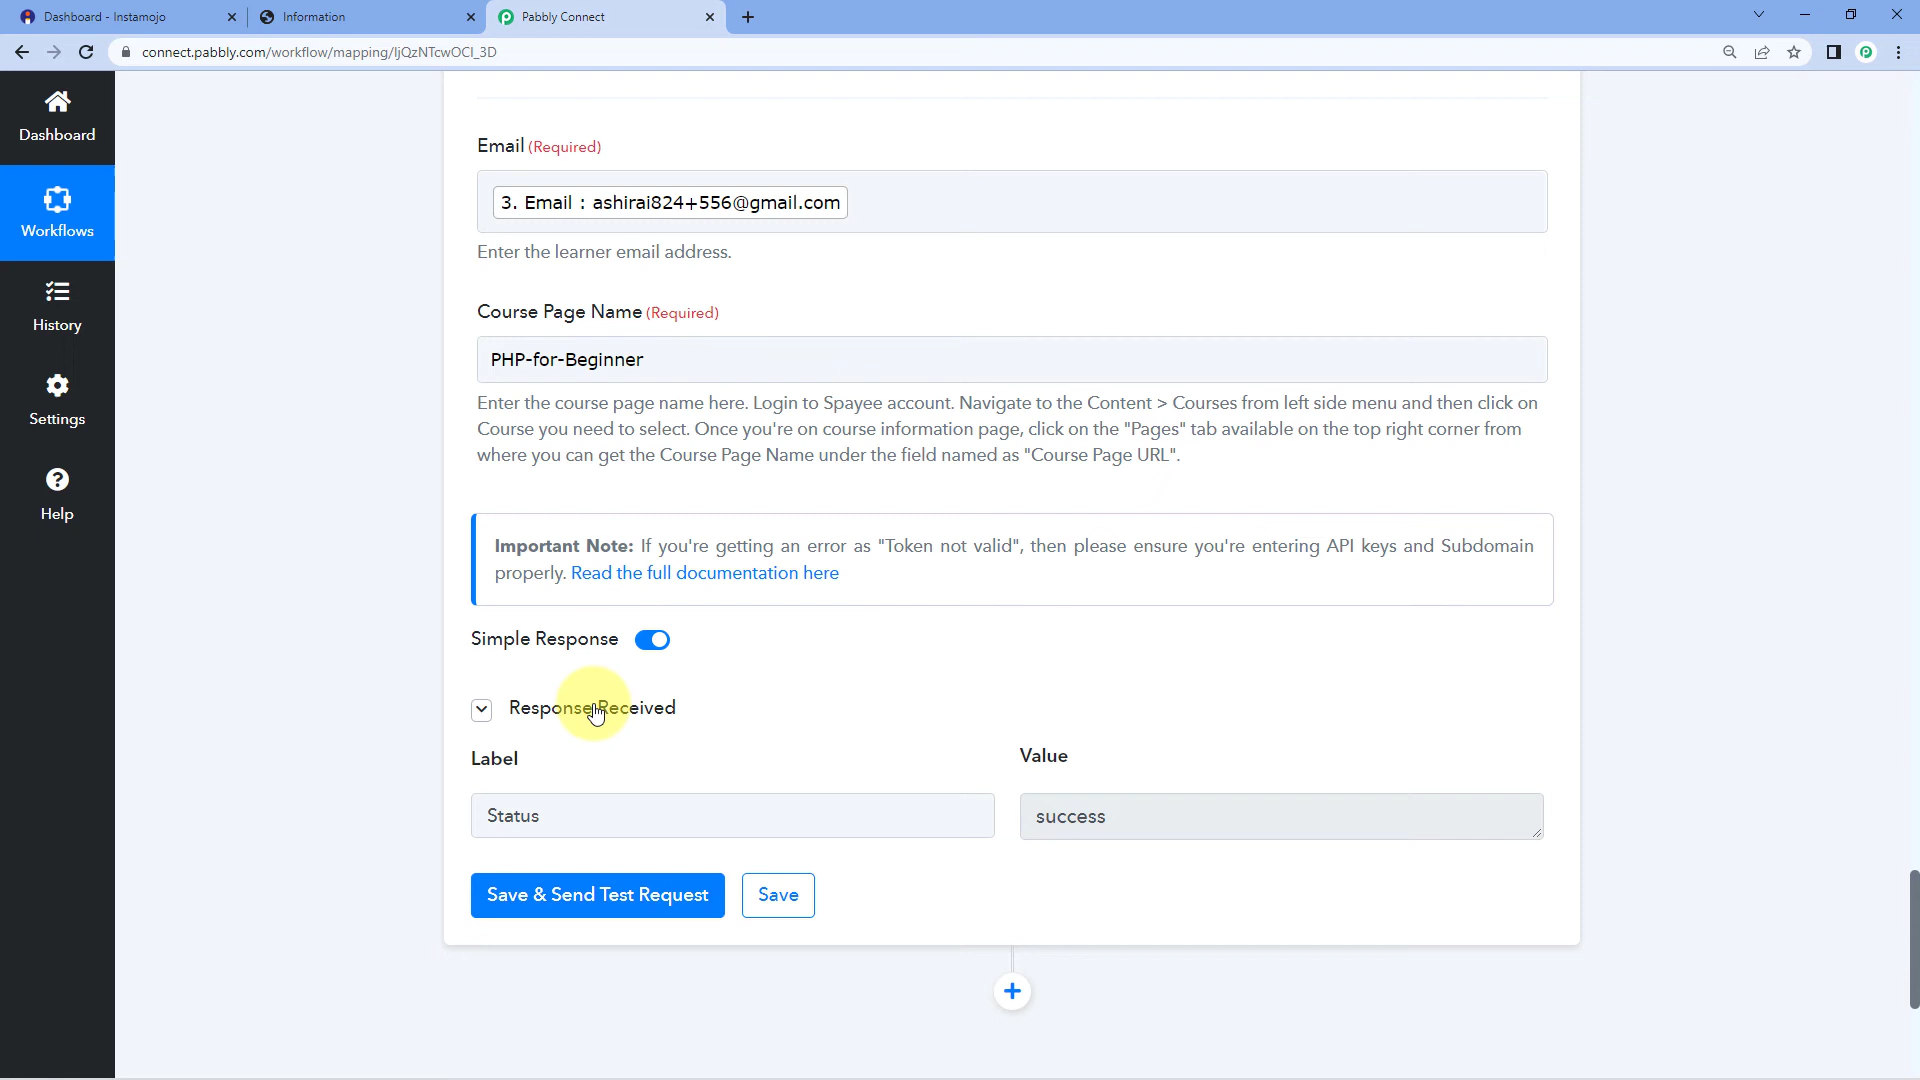 Dashboard - Instamojo
Information
Pabbly Connect
connect.pabbly.com/workflow/mapping/IjQzNTcwOCI_3D
Dashboard
Workflows
History
Settings
Help
Email (Required)
3. Email : ashirai824+556@gmail.com
Enter the learner email address.
Course Page Name (Required)
PHP-for-Beginner
Enter the course page name here. Login to Spayee account. Navigate to the Content > Courses from left side menu and then click on
Course you need to select. Once you're on course information page, click on the "Pages" tab available on the top right corner from
where you can get the Course Page Name under the field named as "Course Page URL".
Important Note: If you're getting an error as "Token not valid", then please ensure you're entering API keys and Subdomain
properly. Read the full documentation here
Simple Response
Response Received
Label
Value
Status
success
Save & Send Test Request
Save